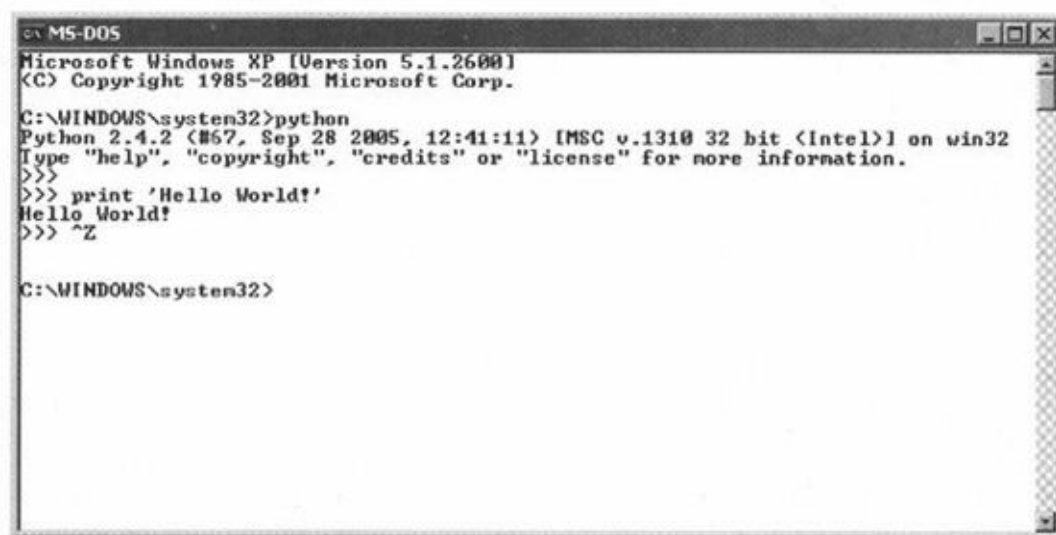 MS-DOS
Microsoft Windows XP [Version 5.1.2600]
(C) Copyright 1985-2001 Microsoft Corp.
C:\WINDOWS\system32>python
Python 2.4.2 (#67, Sep 28 2005, 12:41:11) [MSC v.1310 32 bit (Intel)] on win32
Type "help", "copyright", "credits" or "license" for more information.
>>>
>>> print 'Hello World!'
Hello World!
>>> ^Z
C:\WINDOWS\system32>